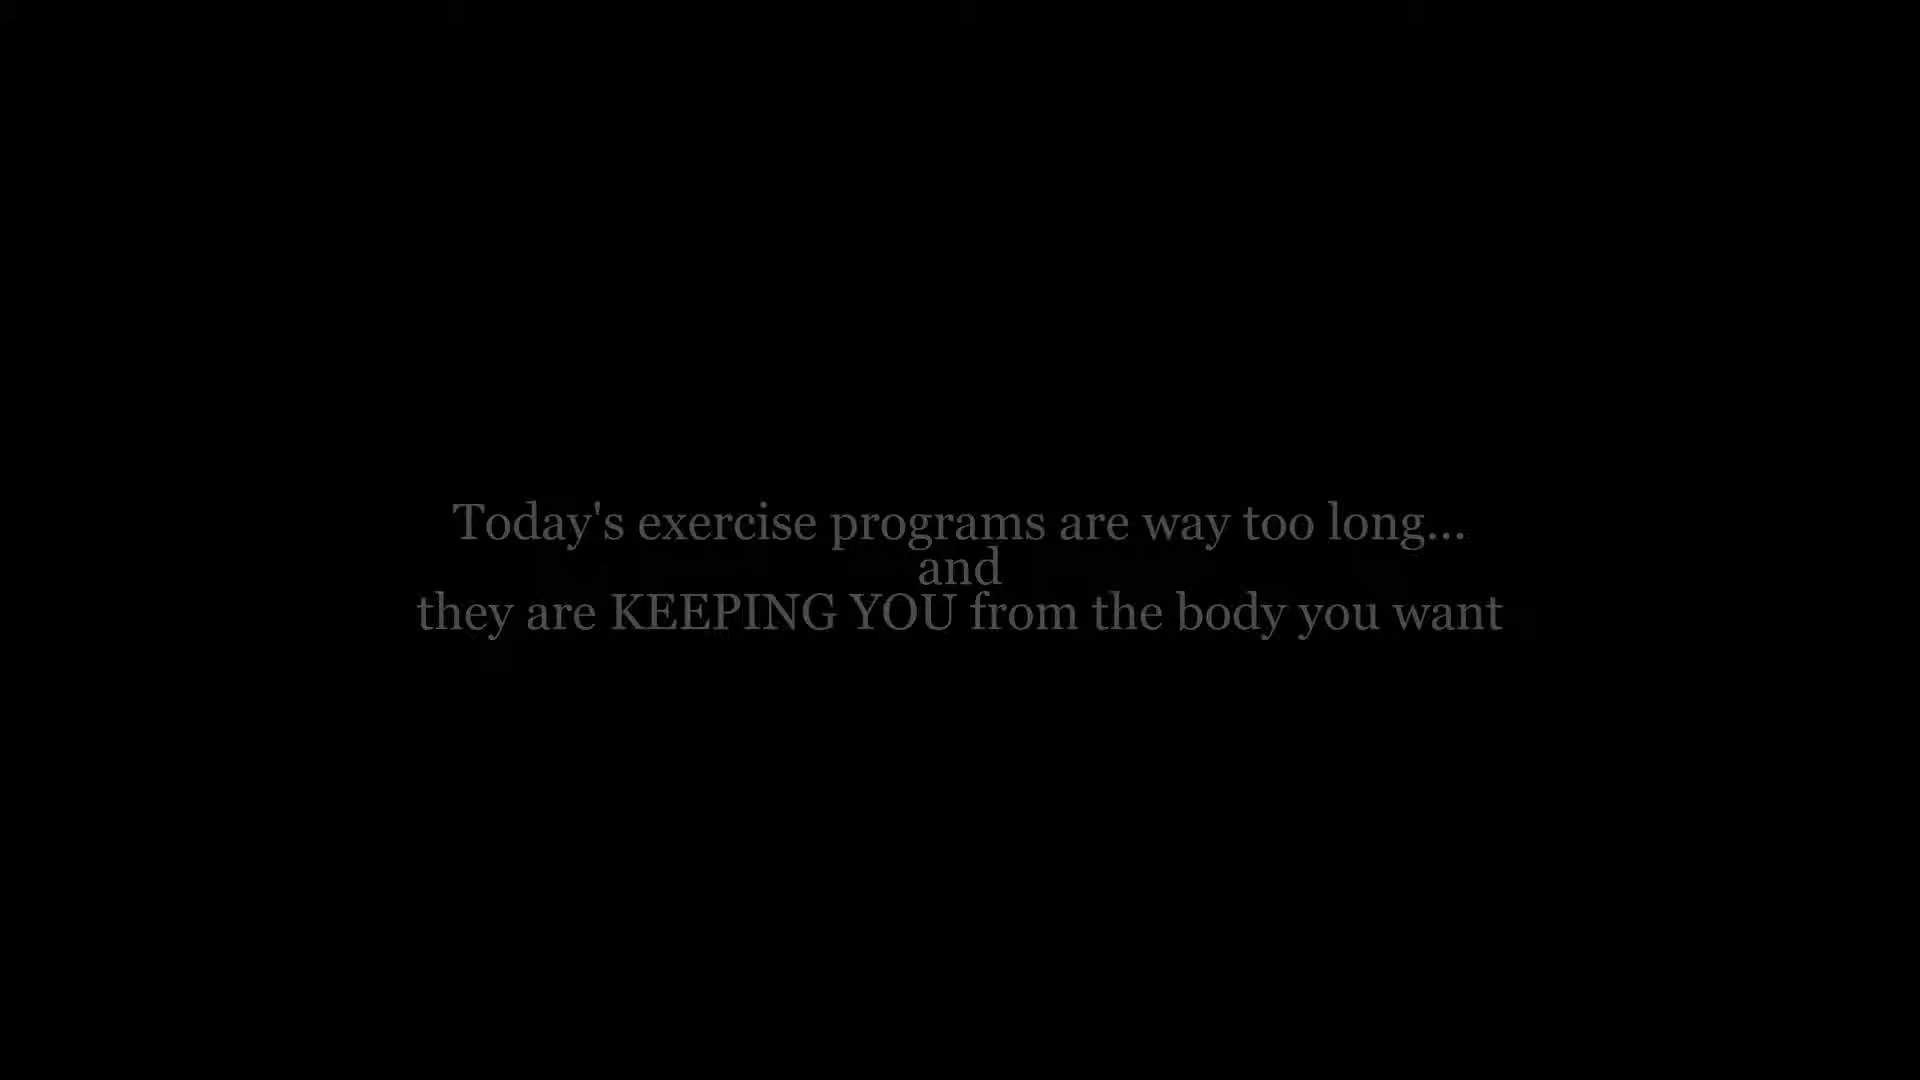 Today's exercise programs are way too long...
and
they are KEEPING YOU from the body you want